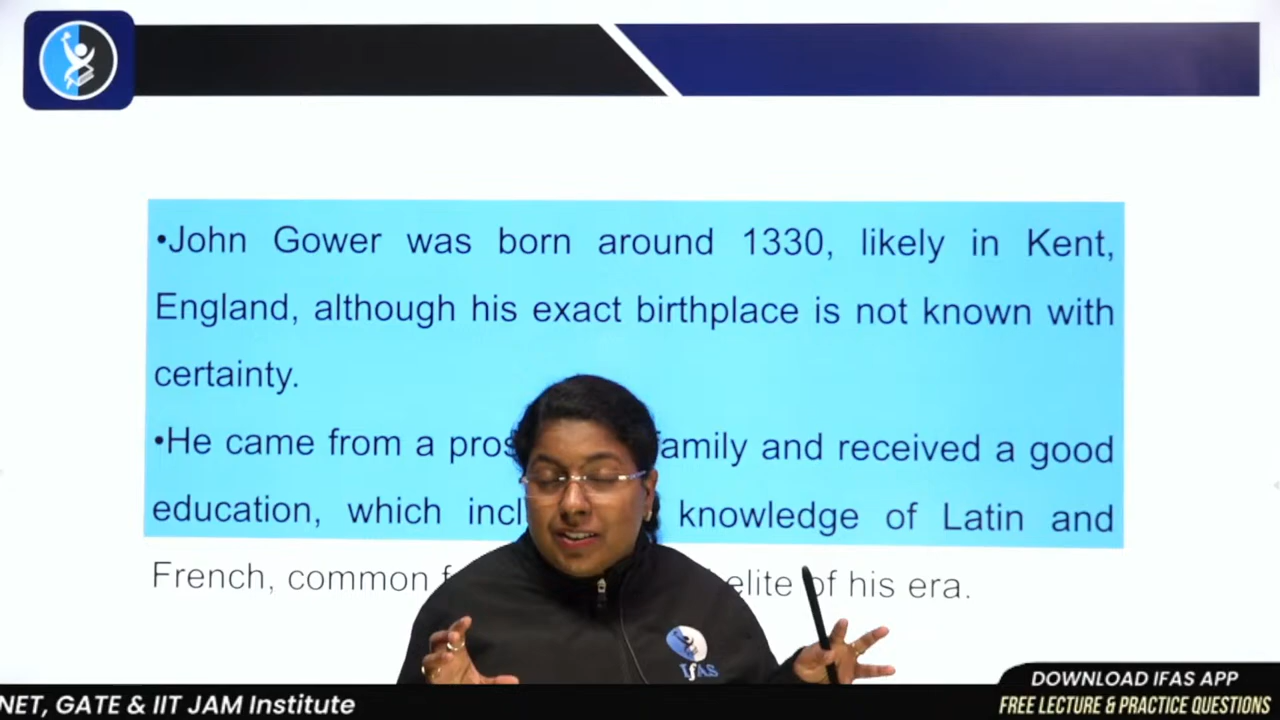 •John Gower was born around 1330, likely in Kent,
England, although his exact birthplace is not known with
certainty.
•He came from a family and received a good
education, which knowledge of Latin and
French, common elite of his era.
IFAS
DOWNLOAD IFAS APP
NET, GATE & IIT JAM Institute
FREE LECTURE & PRACTICE QUESTIONS